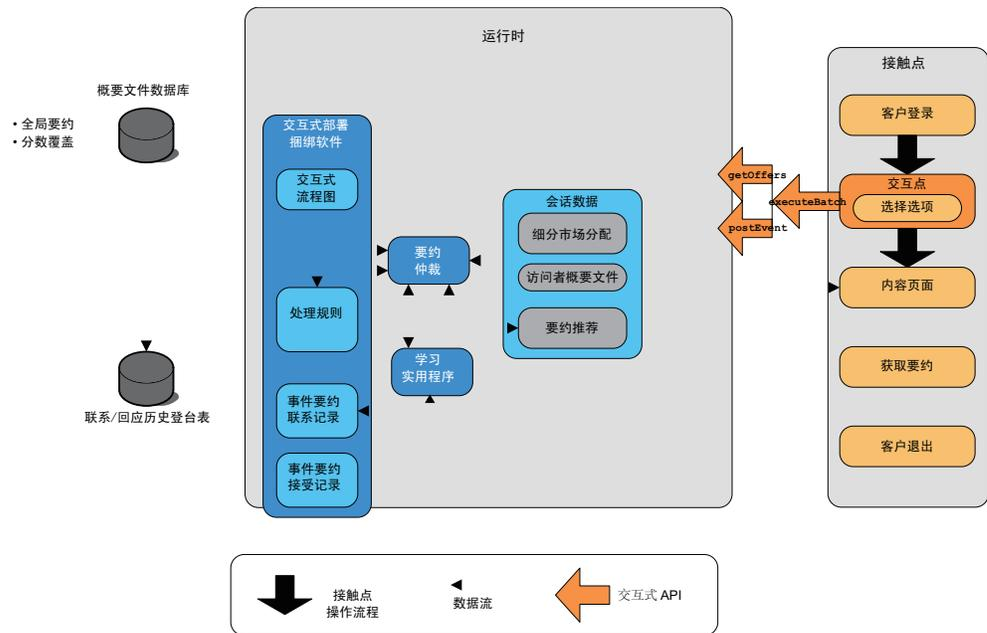 运行时
概要文件数据库
• 全局要约
• 分数覆盖
联系/回应历史登台表
交互式部署
捆绑软件
交互式
流程图
处理规则
事件要约
联系记录
事件要约
接受记录
要约
仲裁
学习
实用程序
会话数据
细分市场分配
访问者概要文件
要约推荐
getOffers
executeBatch
postEvent
接触点
客户登录
交互点
选择选项
内容页面
获取要约
客户退出
接触点
操作流程
数据流
交互式 API